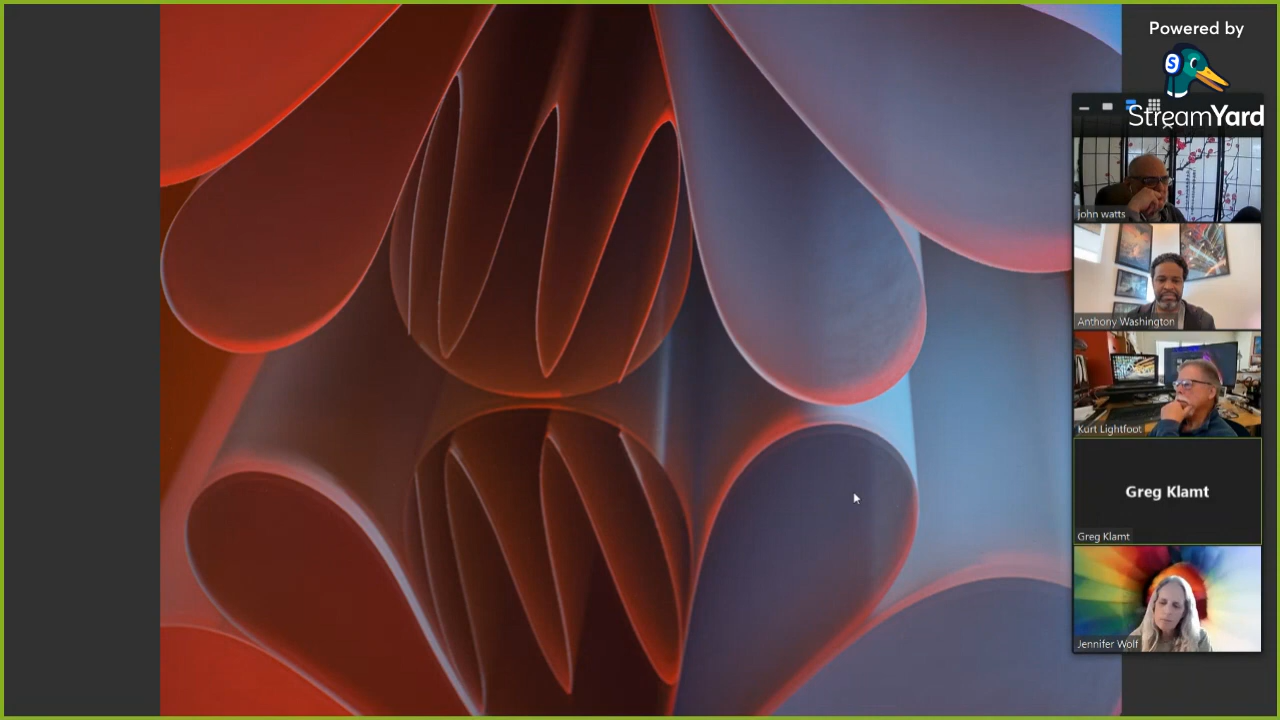 Powered by
S
StreamYard
john watts
Anthony Washington
Kurt Lightfoot
Greg Klamt
Greg Klamt
Jennifer Wolf